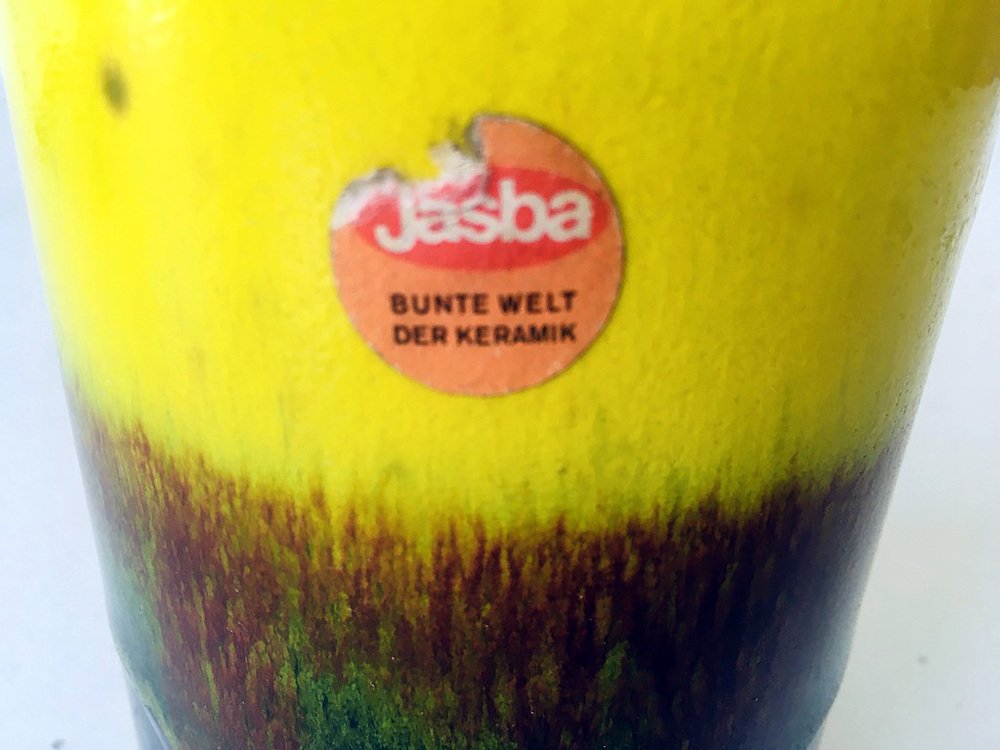 Jasba
BUNTE WELT
DER KERAMIK